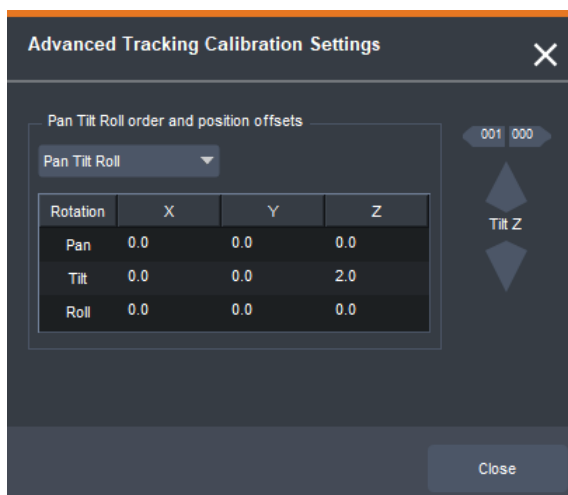 Advanced Tracking Calibration Settings
Pan Tilt Roll order and position offsets
001 000
Pan Tilt Roll
Tilt Z
Rotation X Y Z
Pan 0.0 0.0 0.0
Tilt 0.0 0.0 2.0
Roll 0.0 0.0 0.0
Close